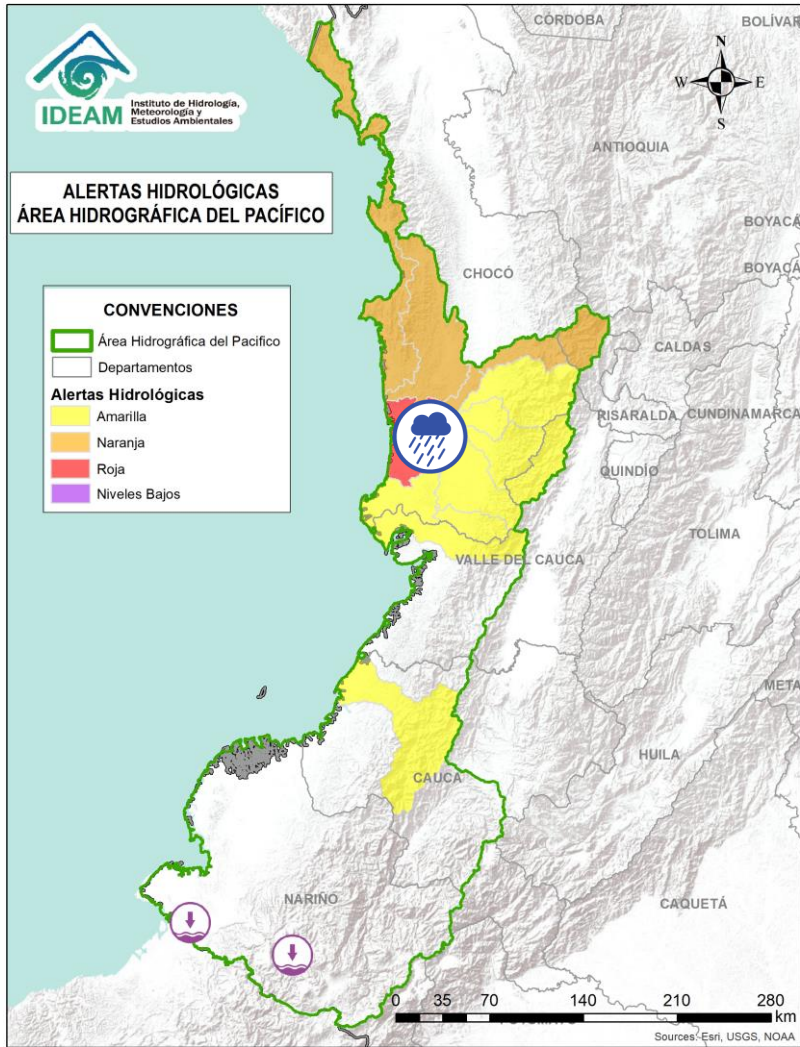 IDEAM
Instituto de Hidrología,
Meteorología y
Estudios Ambientales
ALERTAS HIDROLÓGICAS
ÁREA HIDROGRÁFICA DEL PACÍFICO
CONVENCIONES
Área Hidrográfica del Pacifico
Departamentos
Alertas Hidrológicas
Amarilla
Naranja
Roja
Niveles Bajos
N
W E
S
CÓRDOBA
BOLÍVAR
ANTIOQUIA
BOYACÁ
CHOCÓ
BOYACÁ
CALDAS
RISARALDA
CUNDINAMARCA
QUINDÍO
TOLIMA
VALLE DEL CAUCA
META
HUILA
CAUCA
NARIÑO
CAQUETÁ
0 35 70 140 210 280
km
Sources: Esri, USGS, NOAA